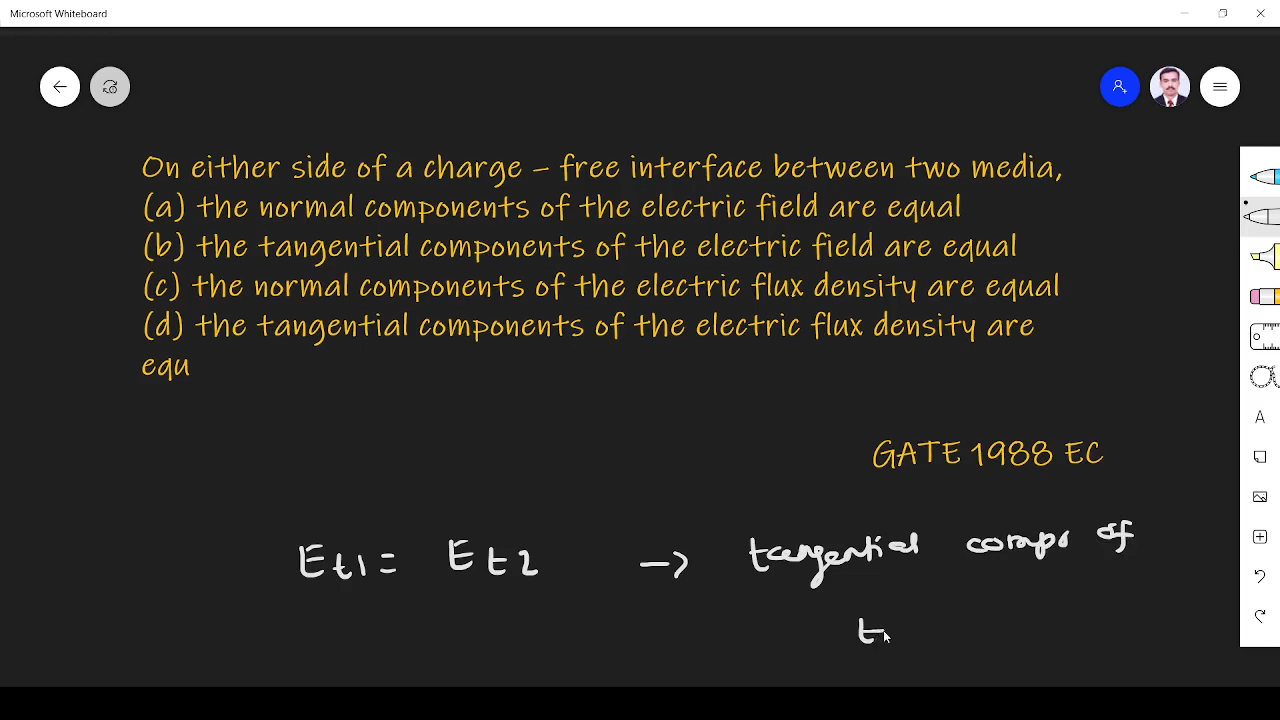 Microsoft Whiteboard
On either side of a charge – free interface between two media,
(a) the normal components of the electric field are equal
(b) the tangential components of the electric field are equal
(c) the normal components of the electric flux density are equal
(d) the tangential components of the electric flux density are
equ
GATE 1988 EC
Et1 = Et2 → tangential compo of
t